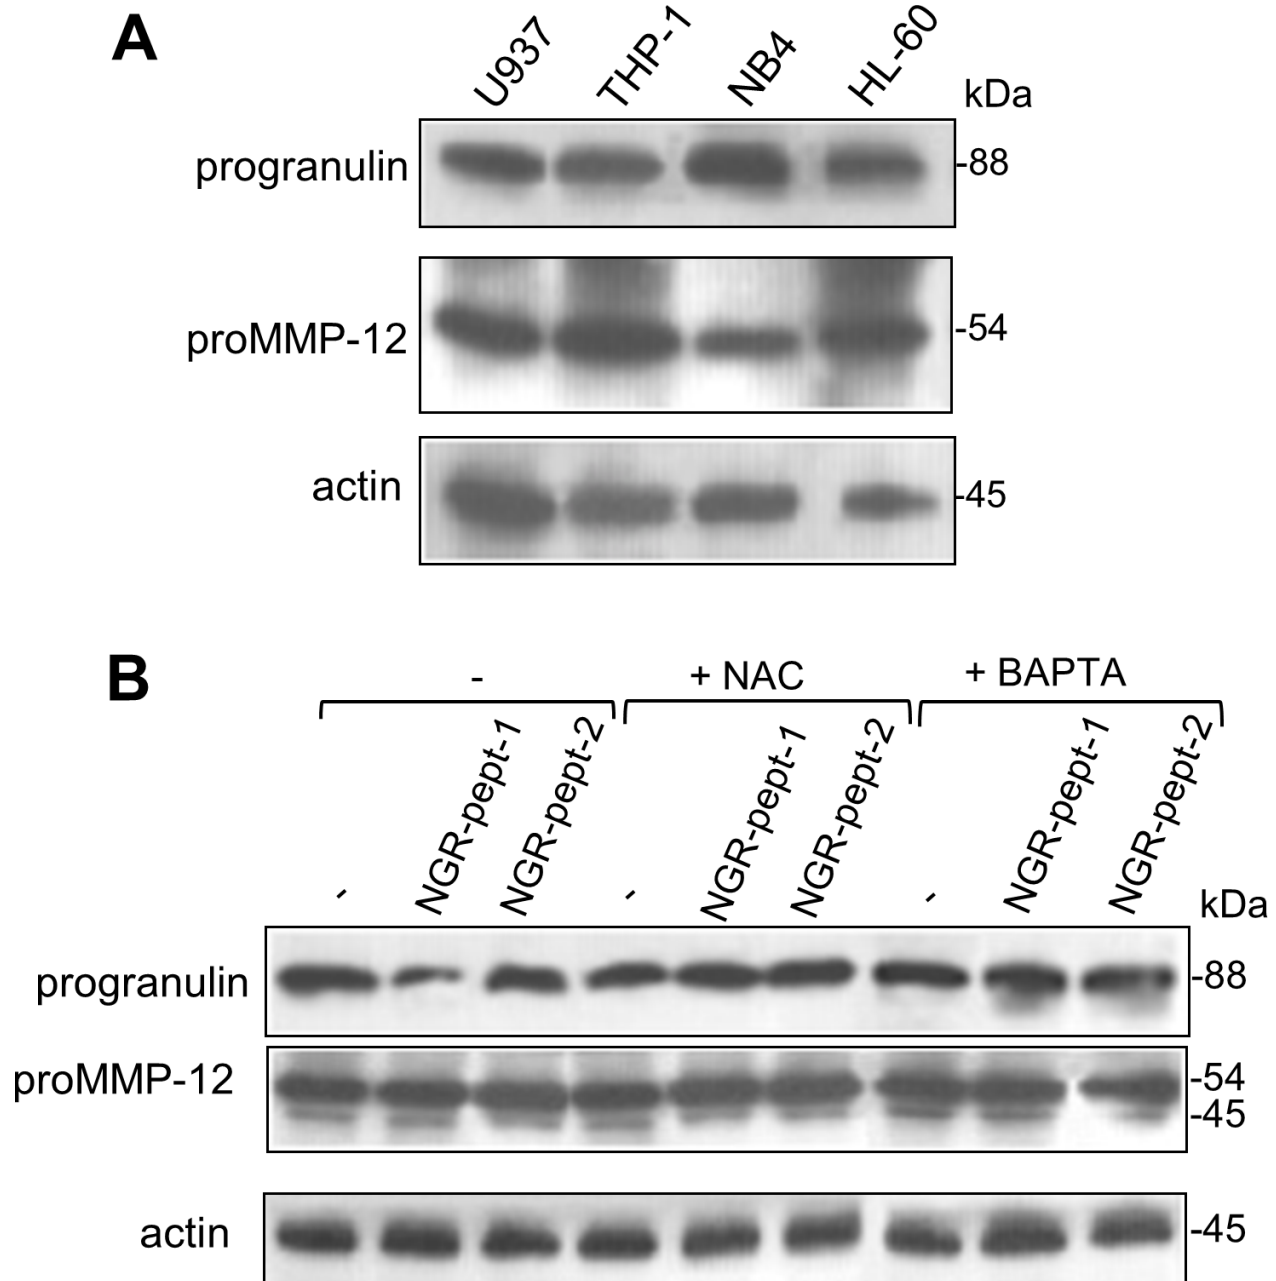 A
U937 THP-1 NB4 HL-60 kDa
progranulin -88
proMMP-12 -54
actin -45
B
- + NAC + BAPTA
- NGR-pept-1 NGR-pept-2 - NGR-pept-1 NGR-pept-2 - NGR-pept-1 NGR-pept-2 kDa
progranulin -88
proMMP-12 -54
-45
actin -45